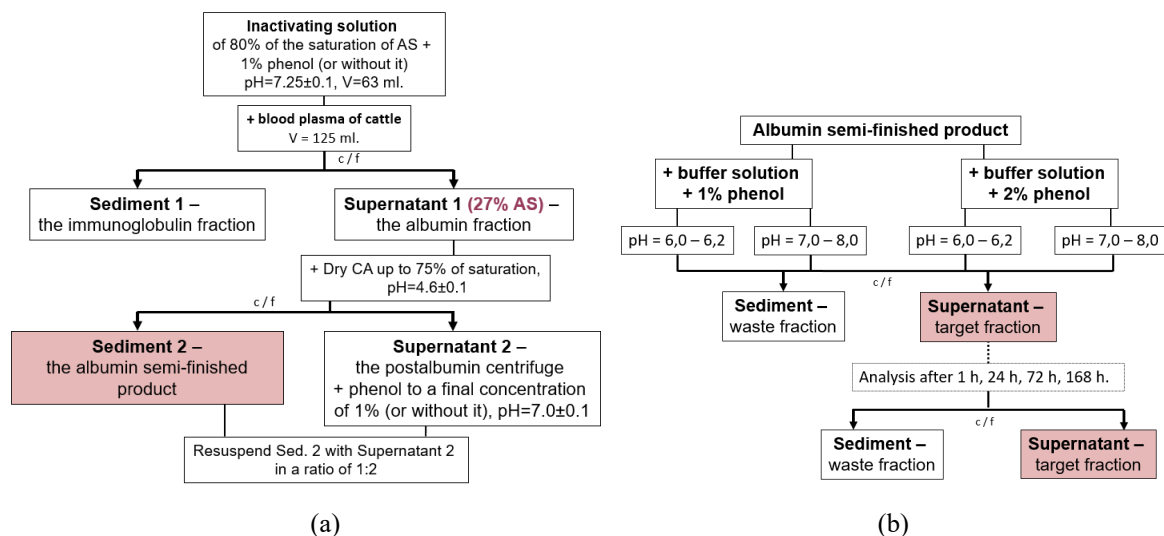 Inactivating solution
of 80% of the saturation of AS +
1% phenol (or without it)
pH=7.25±0.1, V=63 ml.
+ blood plasma of cattle
V = 125 ml.
c / f
Sediment 1 –
the immunoglobulin fraction
Supernatant 1 (27% AS) –
the albumin fraction
+ Dry CA up to 75% of saturation,
pH=4.6±0.1
c / f
Sediment 2 –
the albumin semi-finished
product
Supernatant 2 –
the postalbumin centrifuge
+ phenol to a final concentration
of 1% (or without it), pH=7.0±0.1
Resuspend Sed. 2 with Supernatant 2
in a ratio of 1:2
(a)
Albumin semi-finished product
+ buffer solution
+ 1% phenol
+ buffer solution
+ 2% phenol
pH = 6,0 – 6,2
pH = 7,0 – 8,0
pH = 6,0 – 6,2
pH = 7,0 – 8,0
c / f
Sediment –
waste fraction
Supernatant –
target fraction
Analysis after 1 h, 24 h, 72 h, 168 h.
c / f
Sediment –
waste fraction
Supernatant –
target fraction
(b)